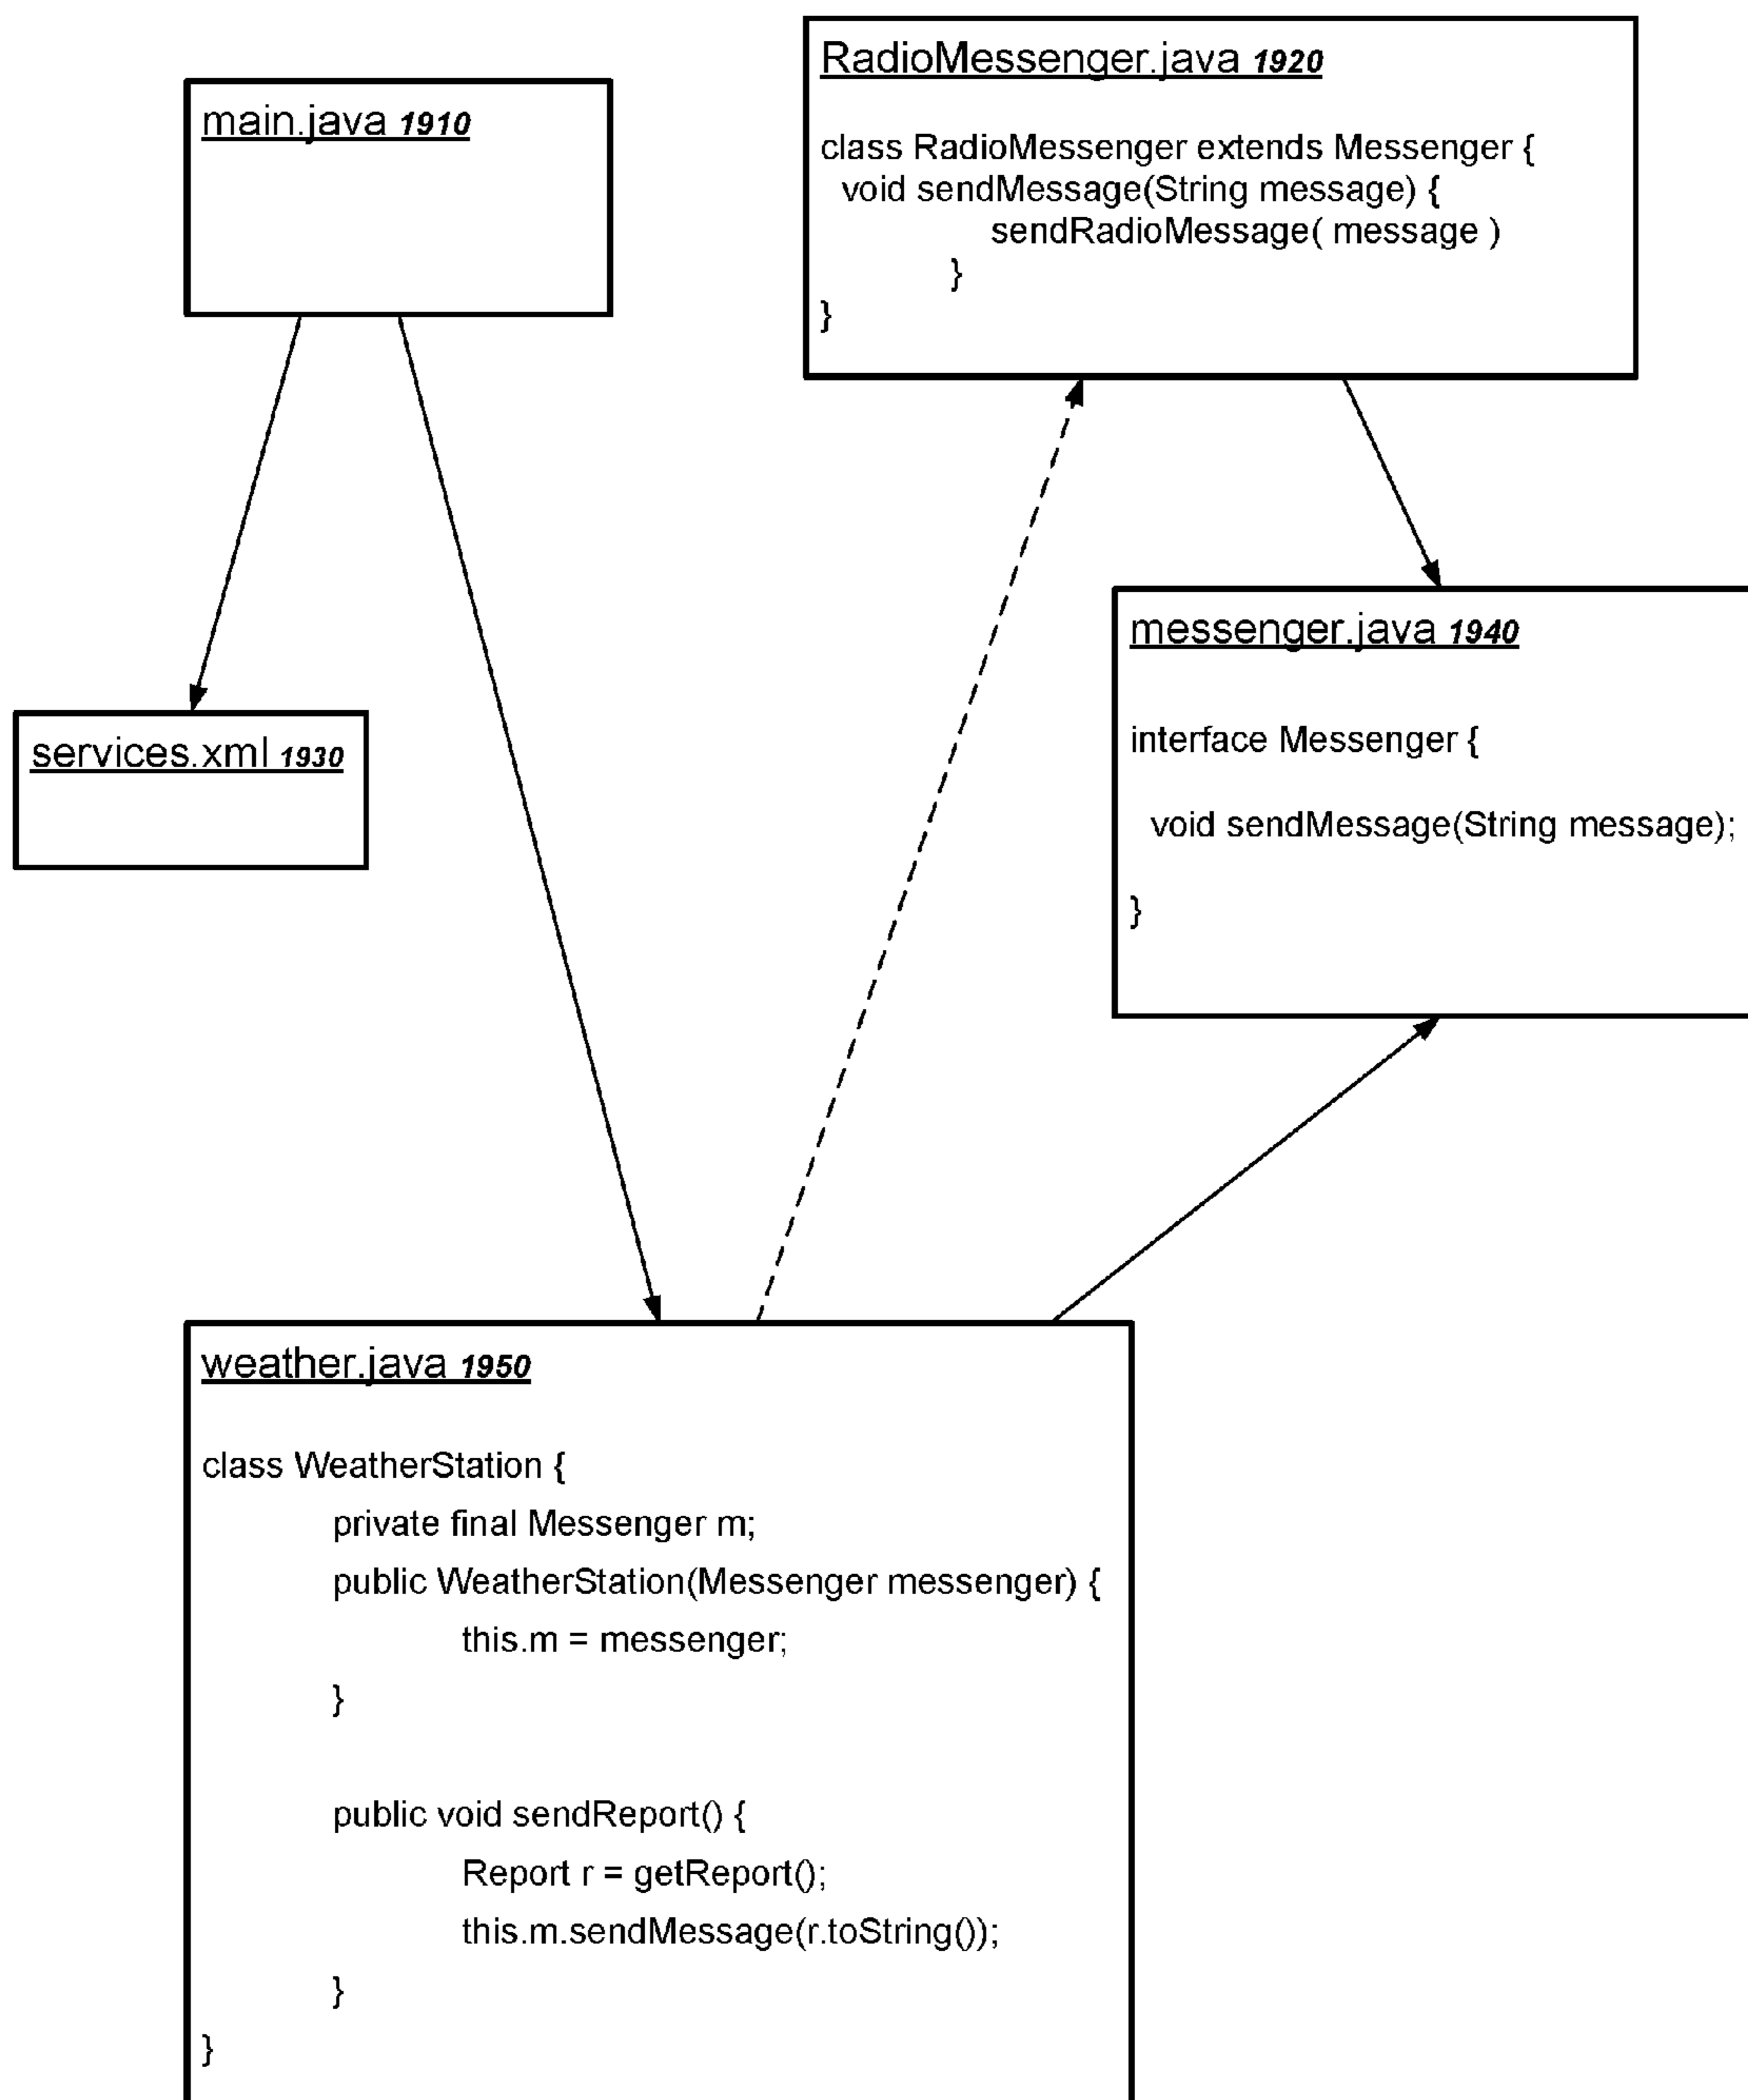 main.java 1910
RadioMessenger.java 1920
class RadioMessenger extends Messenger {
void sendMessage(String message) {
sendRadioMessage( message )
}
}
services.xml 1930
messenger.java 1940
interface Messenger {
void sendMessage(String message);
}
weather.java 1950
class WeatherStation {
private final Messenger m;
public WeatherStation(Messenger messenger) {
this.m = messenger;
}
public void sendReport() {
Report r = getReport();
this.m.sendMessage(r.toString());
}
}